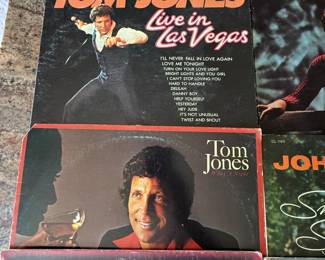 TOM JONES
Live in
Las Vegas
I'LL NEVER FALL IN LOVE AGAIN
LOVE ME TONIGHT
TURN ON YOUR LOVE LIGHT
BRIGHT LIGHTS AND YOU GIRL
I CAN'T STOP LOVING YOU
HARD TO HANDLE
DELILAH
DANNY BOY
HELP YOURSELF
YESTERDAY
HEY JUDE
IT'S NOT UNUSUAL
TWIST AND SHOUT
Tom
Jones
What A Night
JOH